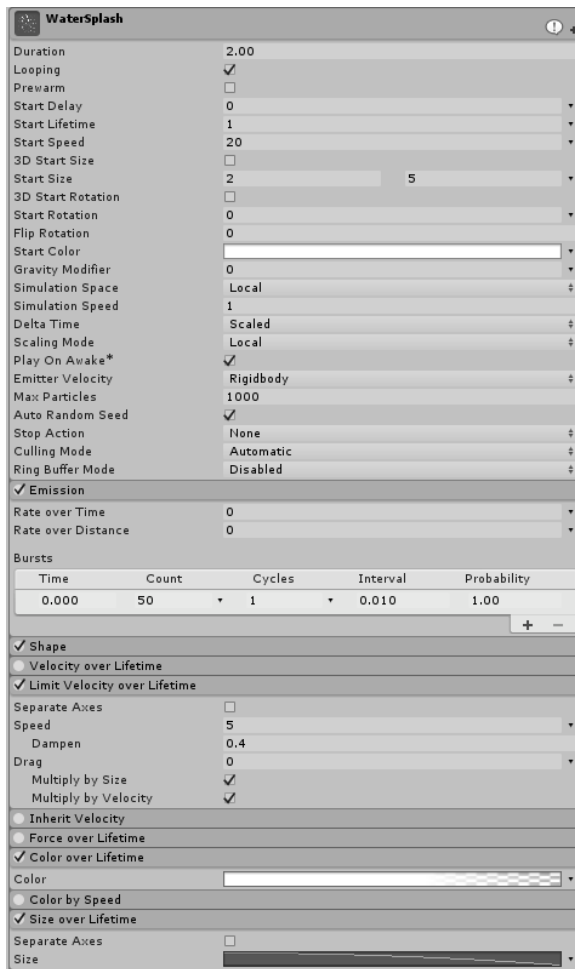 WaterSplash
Duration 2.00
Looping
Prewarm
Start Delay 0
Start Lifetime 1
Start Speed 20
3D Start Size
Start Size 2 5
3D Start Rotation
Start Rotation 0
Flip Rotation 0
Start Color
Gravity Modifier 0
Simulation Space Local
Simulation Speed 1
Delta Time Scaled
Scaling Mode Local
Play On Awake*
Emitter Velocity Rigidbody
Max Particles 1000
Auto Random Seed
Stop Action None
Culling Mode Automatic
Ring Buffer Mode Disabled
Emission
Rate over Time 0
Rate over Distance 0
Bursts
Time Count Cycles Interval Probability
0.000 50 1 0.010 1.00
+ −
Shape
Velocity over Lifetime
Limit Velocity over Lifetime
Separate Axes
Speed 5
Dampen 0.4
Drag 0
Multiply by Size
Multiply by Velocity
Inherit Velocity
Force over Lifetime
Color over Lifetime
Color
Color by Speed
Size over Lifetime
Separate Axes
Size